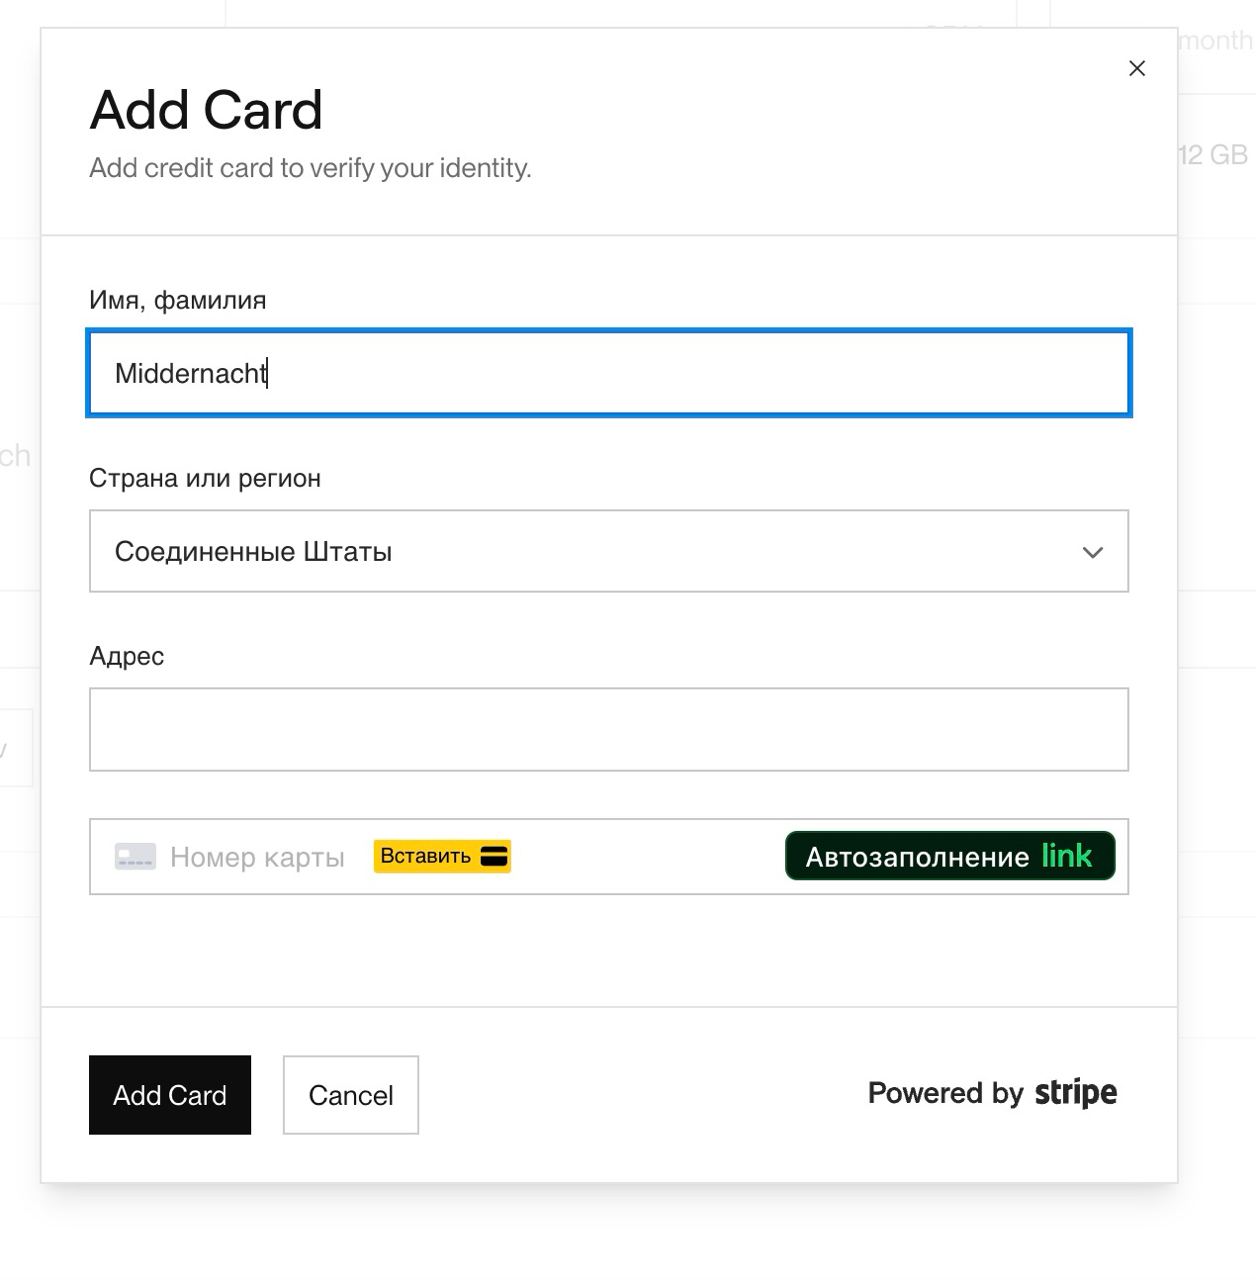 month
Add Card
Add credit card to verify your identity.
12 GB
Имя, фамилия
Middernacht
ch
Страна или регион
Соединенные Штаты
Адрес
Номер карты Вставить Автозаполнение link
Add Card Cancel Powered by stripe